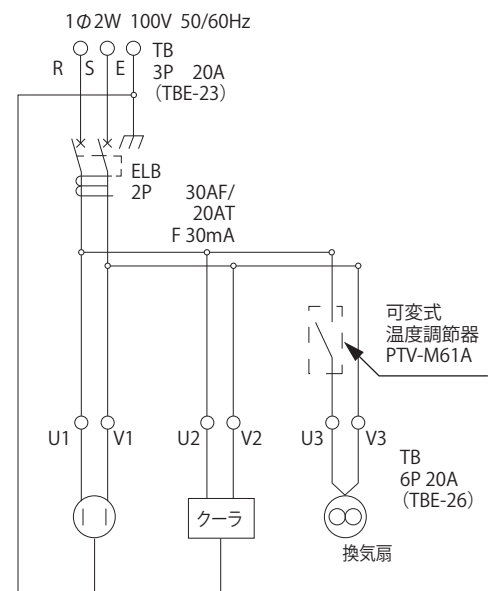 1Φ2W 100V 50/60Hz
R S E
TB
3P 20A
（TBE-23）
ELB
2P
30AF/
20AT
F 30mA
可変式
温度調節器
PTV-M61A
U1 V1 U2 V2 U3 V3
TB
6P 20A
（TBE-26）
クーラ
換気扇